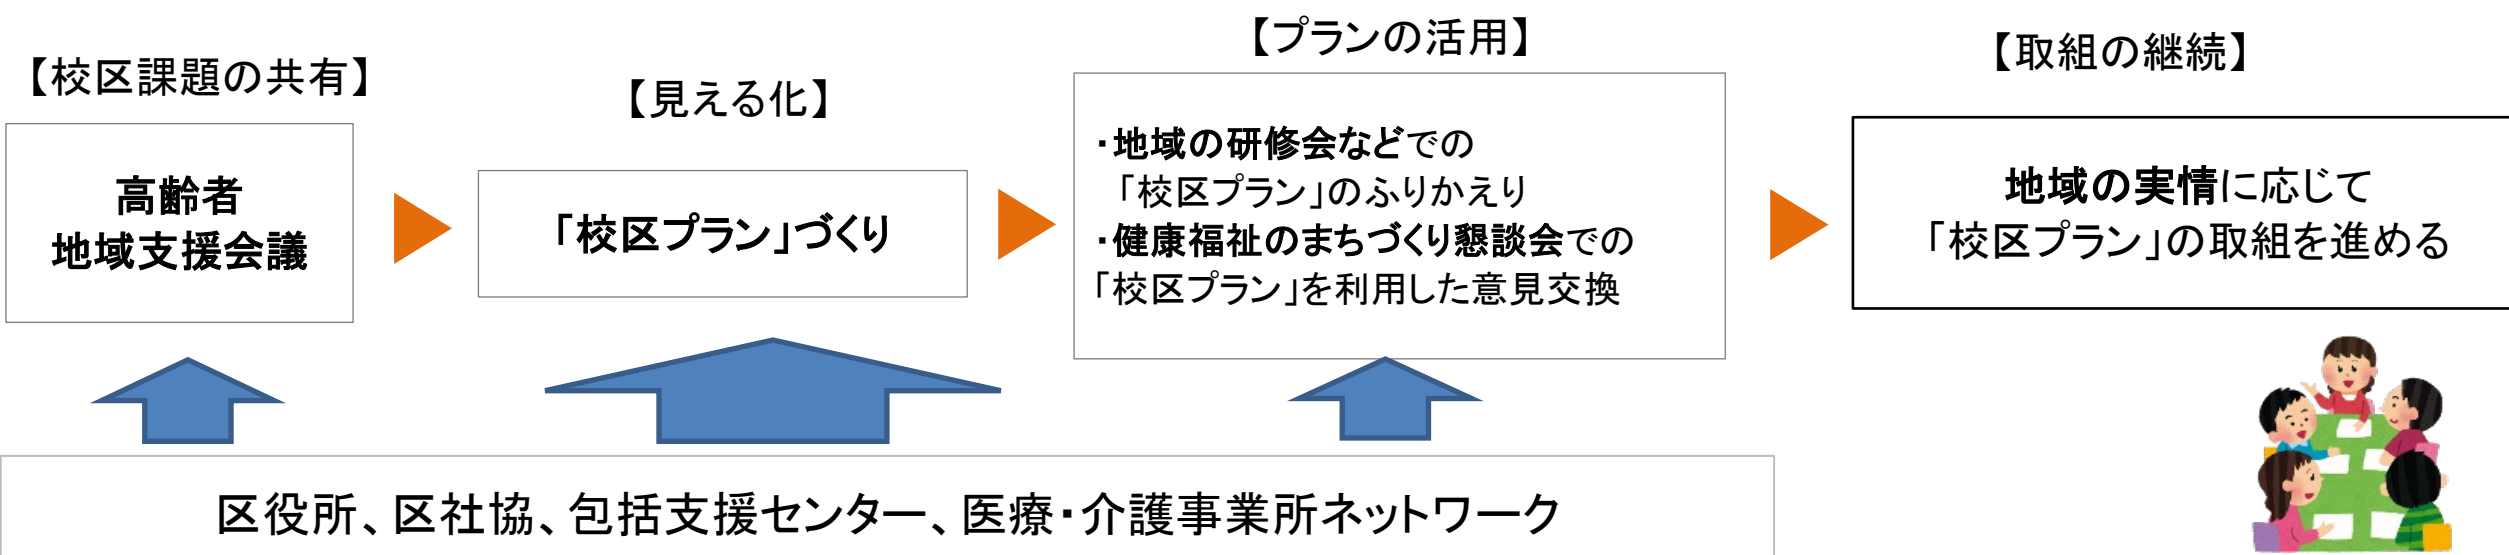 【校区課題の共有】
高齢者
地域支援会議
【見える化】
「校区プラン」づくり
【プランの活用】
・地域の研修会などでの
「校区プラン」のふりかえり
・健康福祉のまちづくり懇談会での
「校区プラン」を利用した意見交換
【取組の継続】
地域の実情に応じて
「校区プラン」の取組を進める
区役所、区社協、包括支援センター、医療・介護事業所ネットワーク